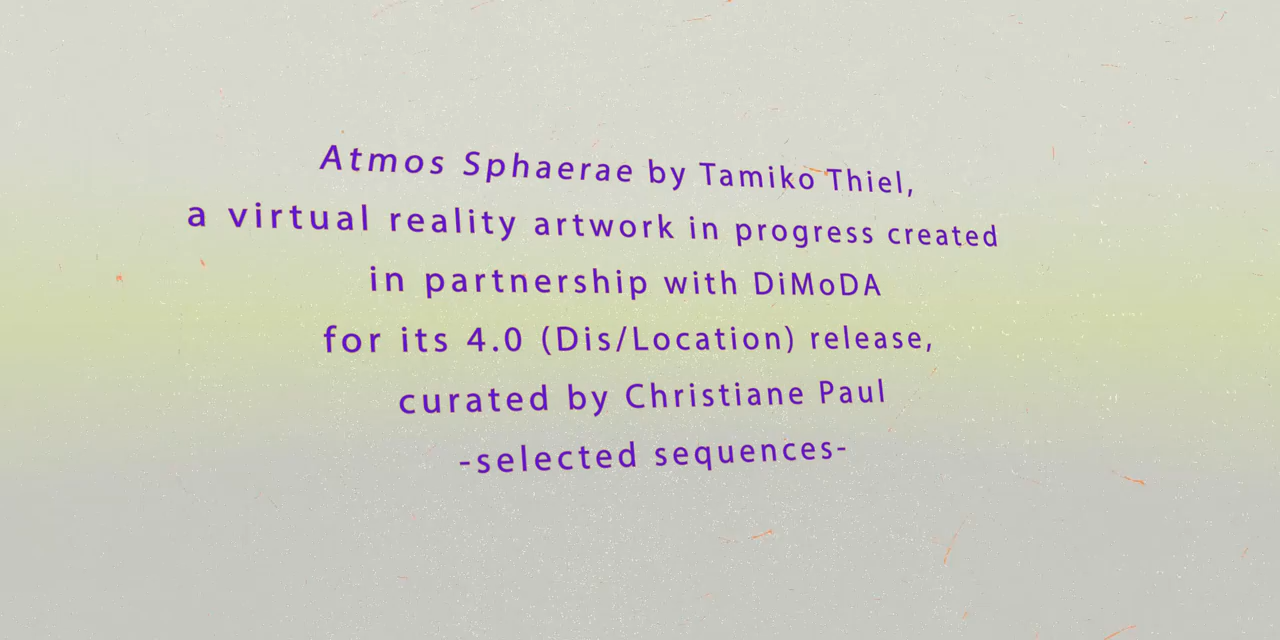 Atmos Sphaerae by Tamiko Thiel,
a virtual reality artwork in progress created
in partnership with DiMoDA
for its 4.0 (Dis/Location) release,
curated by Christiane Paul
-selected sequences-